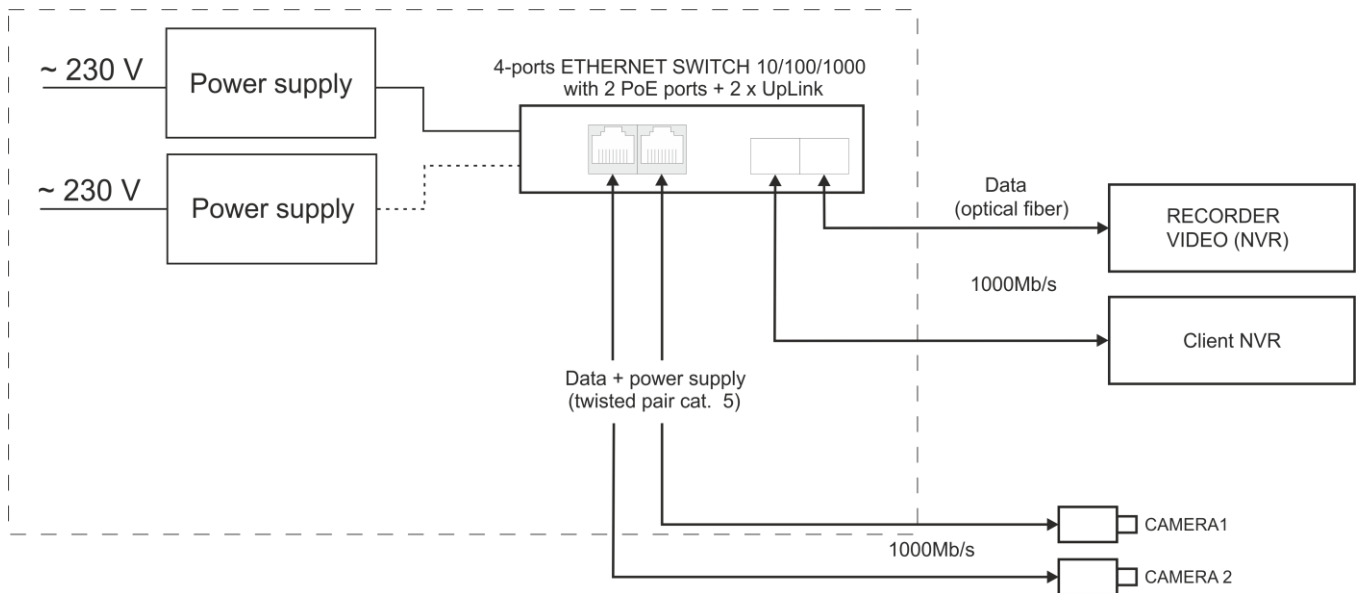 ~ 230 V
Power supply
~ 230 V
Power supply
4-ports ETHERNET SWITCH 10/100/1000
with 2 PoE ports + 2 x UpLink
Data
(optical fiber)
RECORDER
VIDEO (NVR)
1000Mb/s
Client NVR
Data + power supply
(twisted pair cat. 5)
CAMERA1
1000Mb/s
CAMERA 2